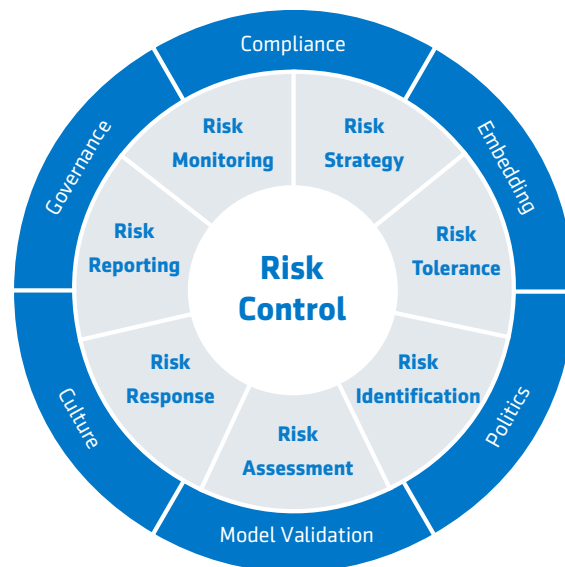 Compliance
Embedding
Politics
Model Validation
Culture
Governance
Risk
Strategy
Risk
Tolerance
Risk
Identification
Risk
Assessment
Risk
Response
Risk
Reporting
Risk
Monitoring
Risk
Control